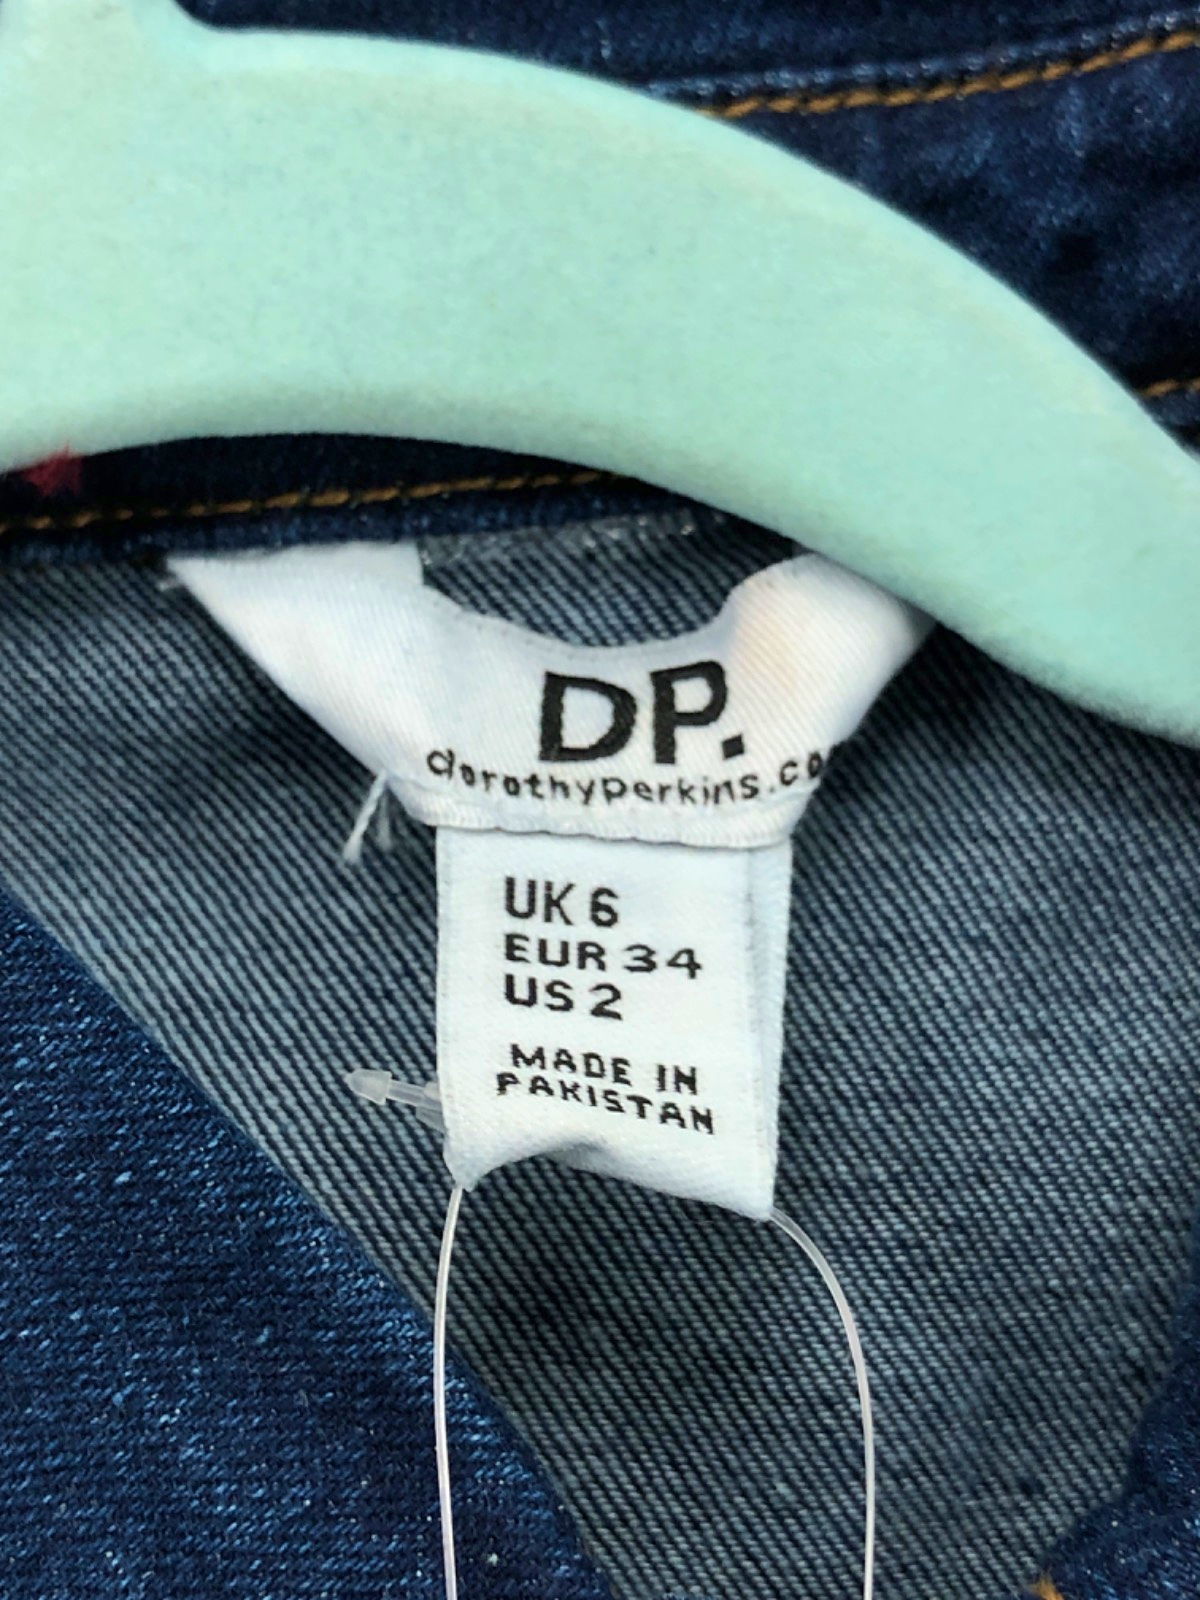 DP.
dorothyperkins.co
UK 6
EUR 34
US 2
MADE IN
PAKISTAN